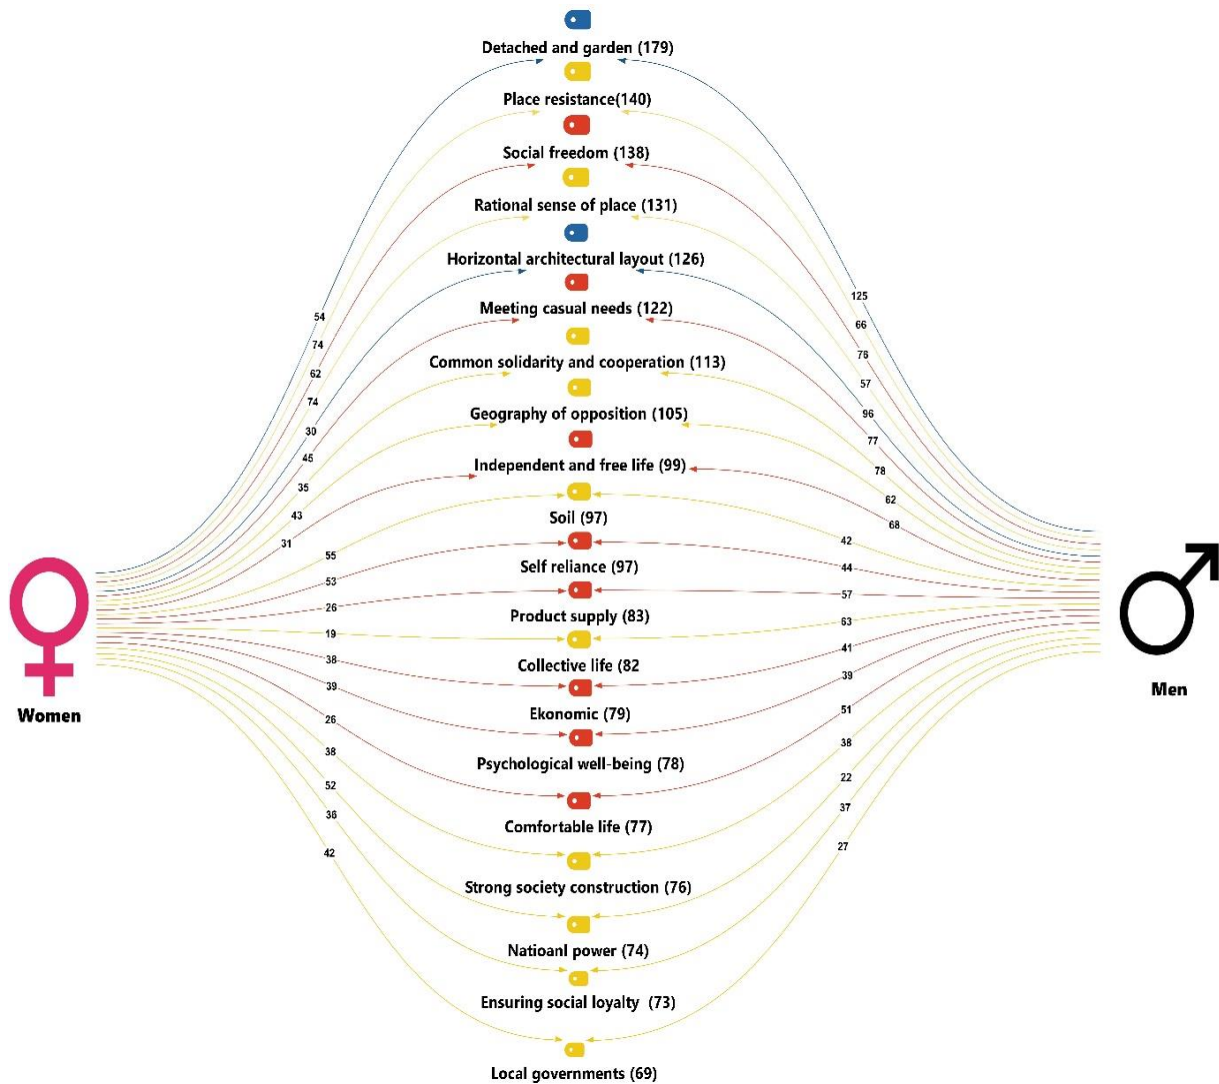 Detached and garden (179)
Place resistance(140)
Social freedom (138)
Rational sense of place (131)
Horizontal architectural layout (126)
Meeting casual needs (122)
Common solidarity and cooperation (113)
Geography of opposition (105)
Independent and free life (99)
Soil (97)
Self reliance (97)
Product supply (83)
Collective life (82
Ekonomic (79)
Psychological well-being (78)
Comfortable life (77)
Strong society construction (76)
Natioanl power (74)
Ensuring social loyalty (73)
Local governments (69)
54
74
62
74
30
45
35
43
31
55
53
26
19
38
39
26
38
52
36
42
125
66
76
57
96
77
78
62
68
42
44
57
63
41
39
51
38
22
37
27
Women
Men